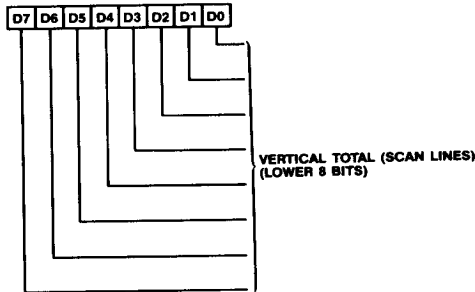 D7 D6 D5 D4 D3 D2 D1 D0
VERTICAL TOTAL (SCAN LINES)
(LOWER 8 BITS)